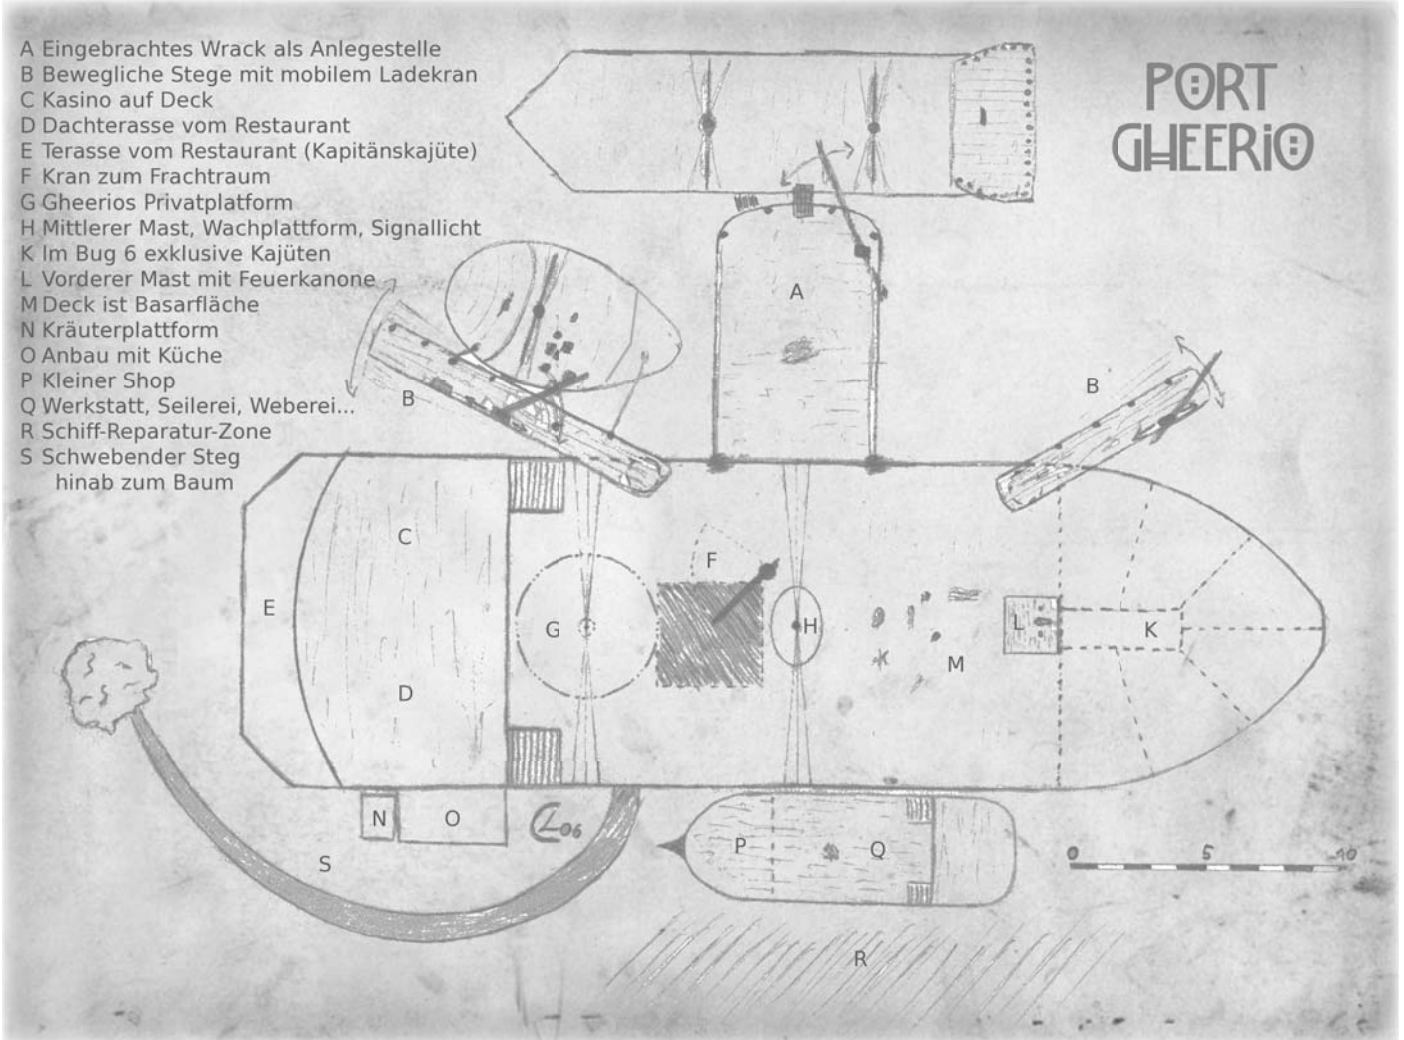 A Eingebrachtes Wrack als Anlegestelle
B Bewegliche Stege mit mobilem Ladekran
C Kasino auf Deck
D Dachterasse vom Restaurant
E Terasse vom Restaurant (Kapitänskajüte)
F Kran zum Frachtraum
G Gheerios Privatplatform
H Mittlerer Mast, Wachplattform, Signallicht
K Im Bug 6 exklusive Kajüten
L Vorderer Mast mit Feuerkanone
M Deck ist Basarfläche
N Kräuterplattform
O Anbau mit Küche
P Kleiner Shop
Q Werkstatt, Seilerei, Weberei...
R Schiff-Reparatur-Zone
S Schwebender Steg
hinab zum Baum
PORT
GHEERIO
A
B
B
C
F
E
G
H
L
K
M
D
N
O
06
P
Q
S
0 5 10
R